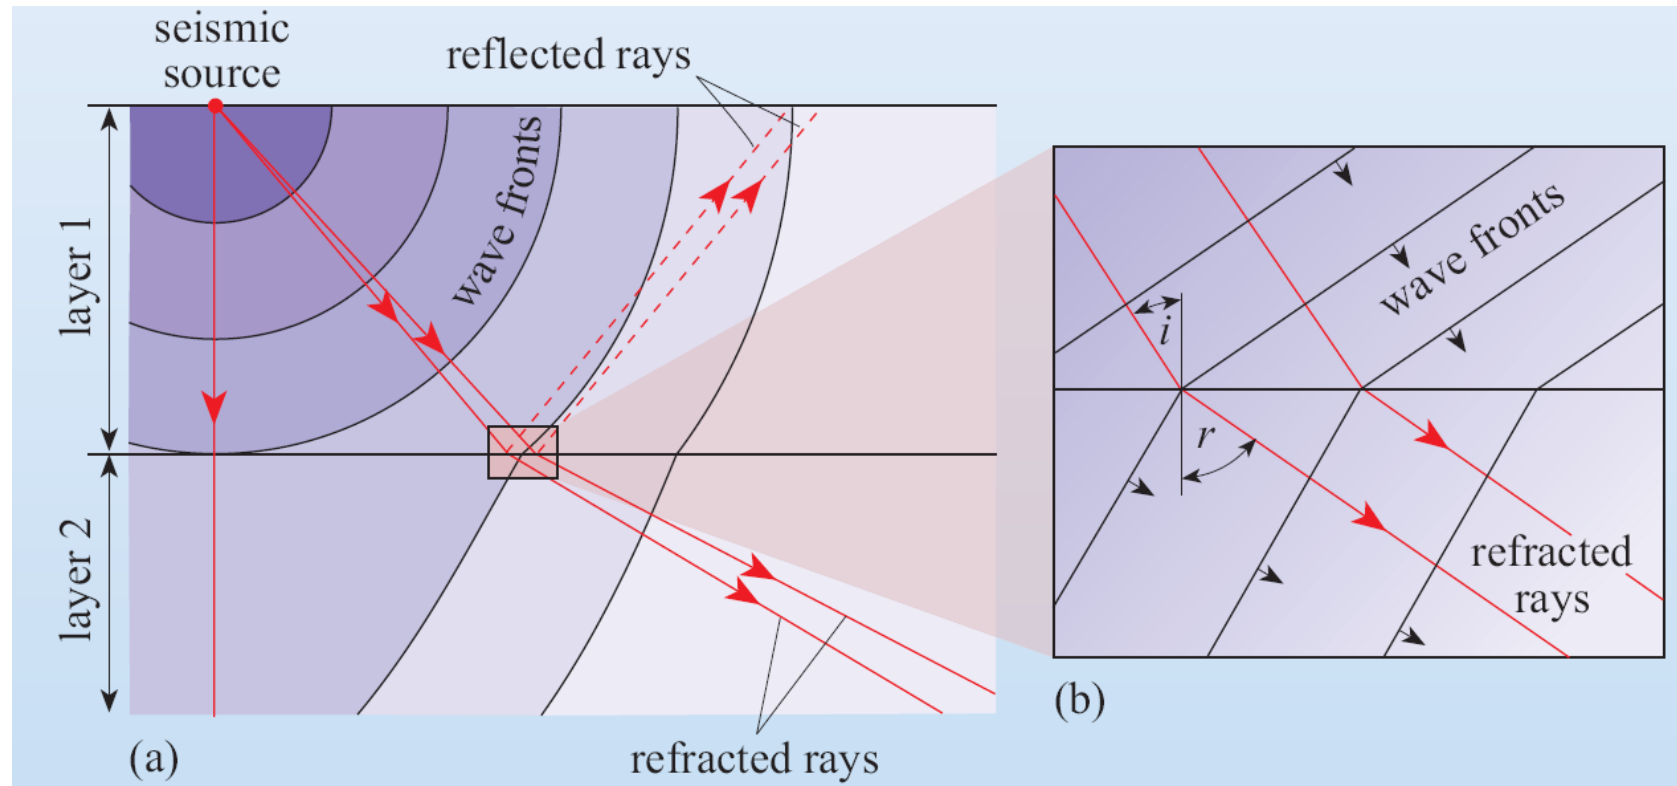 seismic
source
reflected rays
wave fronts
layer 1
layer 2
refracted rays
(a)
wave fronts
i
r
refracted
rays
(b)